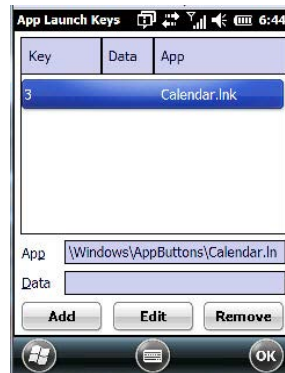 App Launch Keys 6:44
Key Data App
3 Calendar.lnk
App \Windows\AppButtons\Calendar.ln
Data
Add Edit Remove
OK